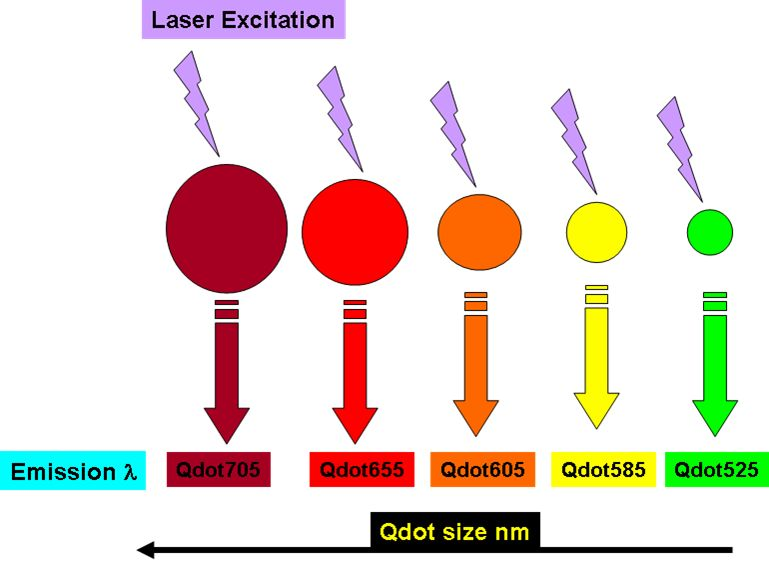 Laser Excitation
Emission λ
Qdot705
Qdot655
Qdot605
Qdot585
Qdot525
Qdot size nm